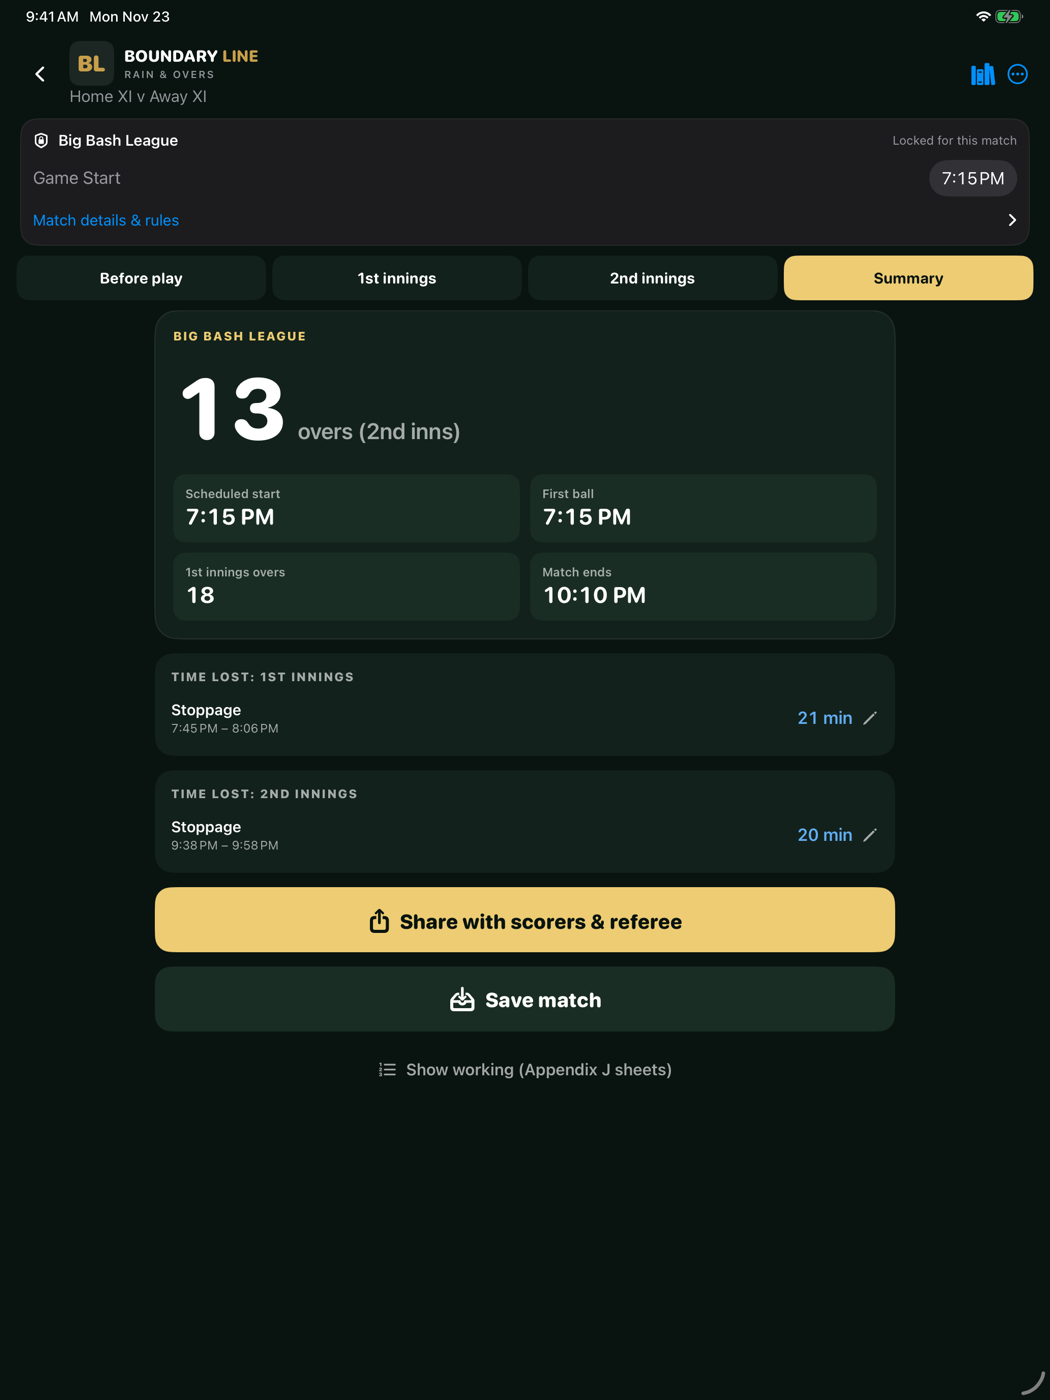 9:41 AM Mon Nov 23
BL
BOUNDARY LINE
RAIN & OVERS
Home XI v Away XI
Big Bash League
Locked for this match
Game Start
7:15 PM
Match details & rules
Before play
1st innings
2nd innings
Summary
BIG BASH LEAGUE
13 overs (2nd inns)
Scheduled start
7:15 PM
First ball
7:15 PM
1st innings overs
18
Match ends
10:10 PM
TIME LOST: 1ST INNINGS
Stoppage
7:45 PM – 8:06 PM
21 min
TIME LOST: 2ND INNINGS
Stoppage
9:38 PM – 9:58 PM
20 min
Share with scorers & referee
Save match
Show working (Appendix J sheets)